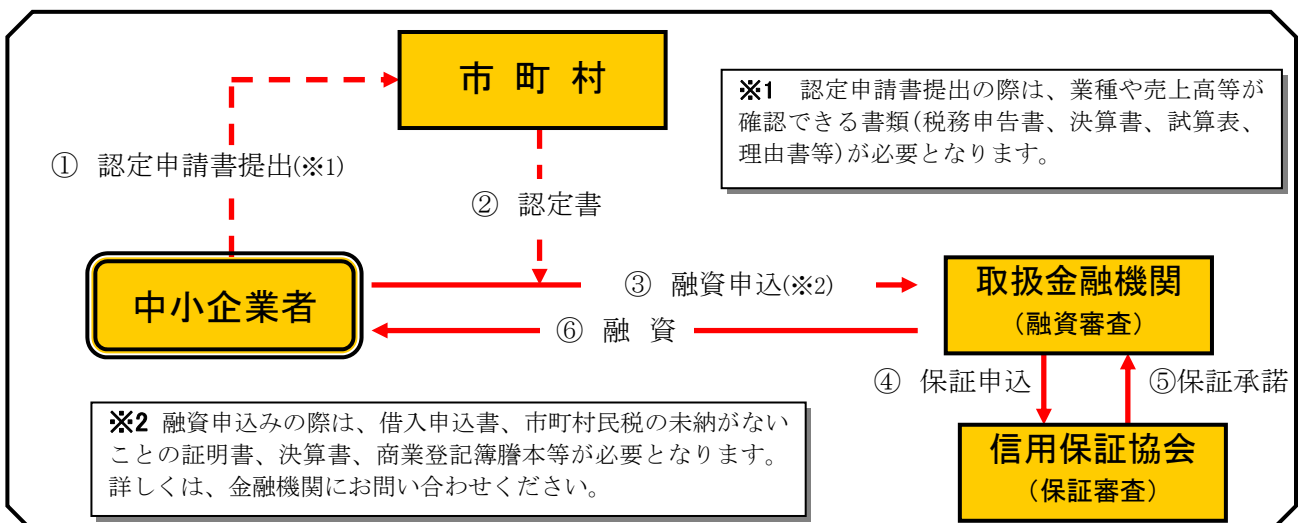 市 町 村
※1　認定申請書提出の際は、業種や売上高等が
確認できる書類(税務申告書、決算書、試算表、
理由書等)が必要となります。
① 認定申請書提出(※1)
② 認定書
中小企業者
③ 融資申込(※2)
⑥ 融 資
取扱金融機関
（融資審査）
④ 保証申込
⑤保証承諾
※2 融資申込みの際は、借入申込書、市町村民税の未納がない
ことの証明書、決算書、商業登記簿謄本等が必要となります。
詳しくは、金融機関にお問い合わせください。
信用保証協会
（保証審査）